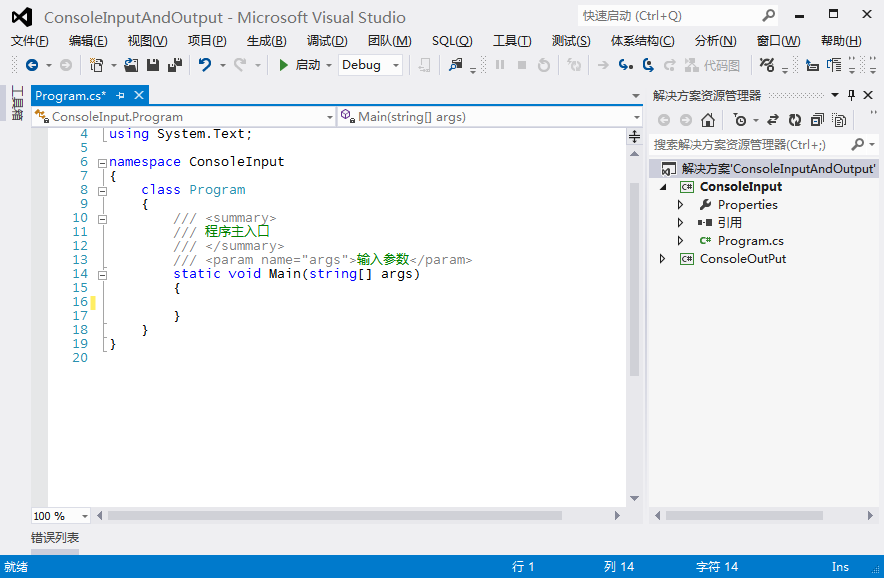 ConsoleInputAndOutput - Microsoft Visual Studio
快速启动 (Ctrl+Q)
文件(F) 编辑(E) 视图(V) 项目(P) 生成(B) 调试(D) 团队(M) SQL(Q) 工具(T) 测试(S) 体系结构(C) 分析(N) 窗口(W) 帮助(H)
启动 Debug 代码图
工具箱
Program.cs*
解决方案资源管理器
ConsoleInput.Program Main(string[] args)
搜索解决方案资源管理器(Ctrl+;)
4 using System.Text;
5
6 namespace ConsoleInput
7 {
8 class Program
9 {
10 /// <summary>
11 /// 程序主入口
12 /// </summary>
13 /// <param name="args">输入参数</param>
14 static void Main(string[] args)
15 {
16
17 }
18 }
19 }
20
解决方案'ConsoleInputAndOutput'
C# ConsoleInput
Properties
引用
C# Program.cs
C# ConsoleOutPut
100 %
错误列表
就绪 行 1 列 14 字符 14 Ins